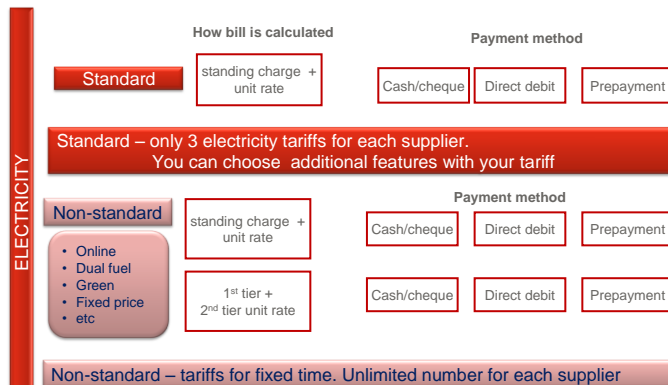 How bill is calculated
Payment method
Standard
standing charge +
unit rate
Cash/cheque
Direct debit
Prepayment
Standard – only 3 electricity tariffs for each supplier.
You can choose additional features with your tariff
ELECTRICITY
Payment method
Non-standard
standing charge +
unit rate
Cash/cheque
Direct debit
Prepayment
• Online
• Dual fuel
• Green
• Fixed price
• etc
1st tier +
2nd tier unit rate
Cash/cheque
Direct debit
Prepayment
Non-standard – tariffs for fixed time. Unlimited number for each supplier